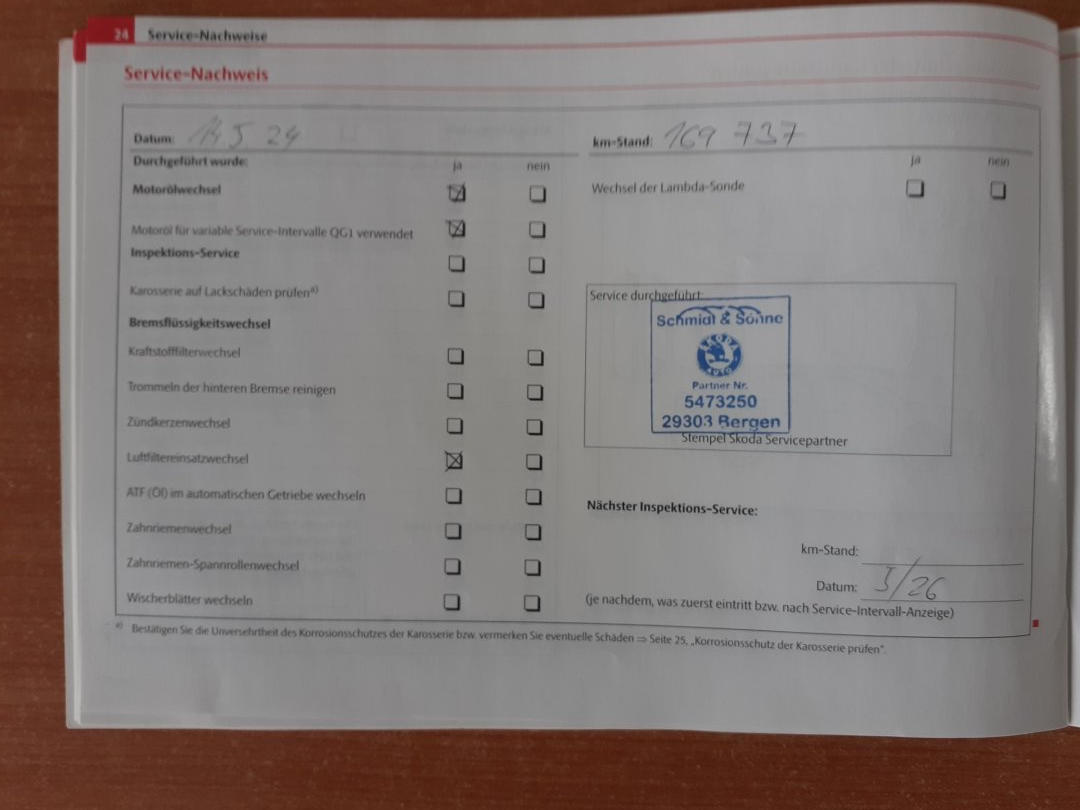 24 Service-Nachweise
Service-Nachweis
Datum: 14 5 24
km-Stand: 169 737
Durchgeführt wurde: ja nein
ja nein
Motorölwechsel
Wechsel der Lambda-Sonde
Motoröl für variable Service-Intervalle QG1 verwendet
Inspektions-Service
Karosserie auf Lackschäden prüfen a)
Bremsflüssigkeitswechsel
Kraftstofffilterwechsel
Trommeln der hinteren Bremse reinigen
Zündkerzenwechsel
Luftfiltereinsatzwechsel
ATF (Öl) im automatischen Getriebe wechseln
Zahnriemenwechsel
Zahnriemen-Spannrollenwechsel
Wischerblätter wechseln
Service durchgeführt:
Schmidt & Söhne
ŠKODA
AUTO
Partner Nr.
5473250
29303 Bergen
Stempel Skoda Servicepartner
Nächster Inspektions-Service:
km-Stand:
Datum: 5/26
(je nachdem, was zuerst eintritt bzw. nach Service-Intervall-Anzeige)
a) Bestätigen Sie die Unversehrtheit des Korrosionsschutzes der Karosserie bzw. vermerken Sie eventuelle Schäden ⇒ Seite 25, „Korrosionsschutz der Karosserie prüfen“.